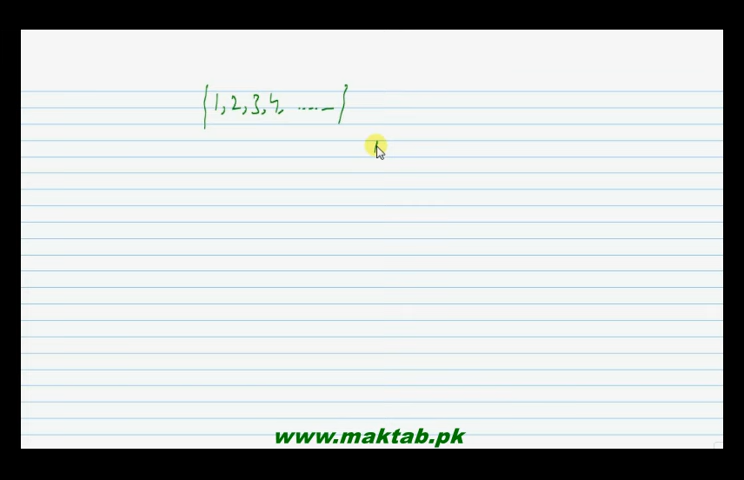 {1, 2, 3, 4, ......}
www.maktab.pk